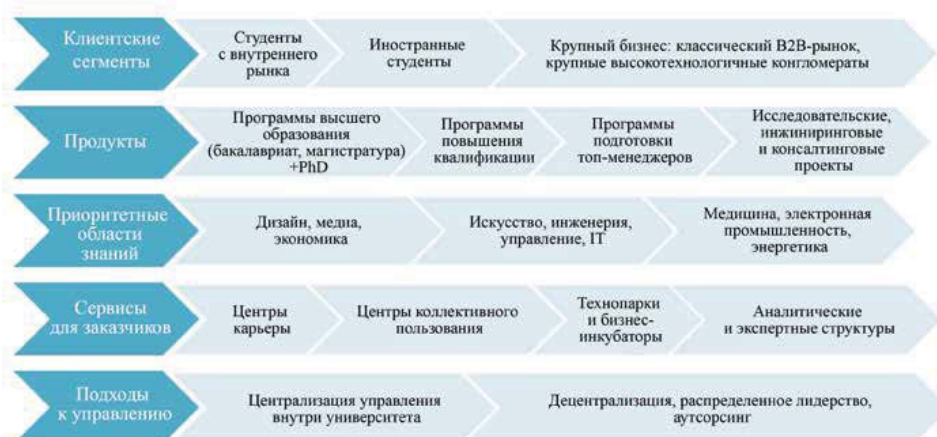 Клиентские
сегменты
Студенты
с внутреннего
рынка
Иностранные
студенты
Крупный бизнес: классический B2B-рынок,
крупные высокотехнологичные конгломераты
Продукты
Программы высшего
образования
(бакалавриат, магистратура)
+PhD
Программы
повышения
квалификации
Программы
подготовки
топ-менеджеров
Исследовательские,
инжиниринговые
и консалтинговые
проекты
Приоритетные
области
знаний
Дизайн, медиа,
экономика
Искусство, инженерия,
управление, IT
Медицина, электронная
промышленность,
энергетика
Сервисы
для заказчиков
Центры
карьеры
Центры коллективного
пользования
Технопарки
и бизнес-
инкубаторы
Аналитические
и экспертные структуры
Подходы
к управлению
Централизация управления
внутри университета
Децентрализация, распределенное лидерство,
аутсорсинг